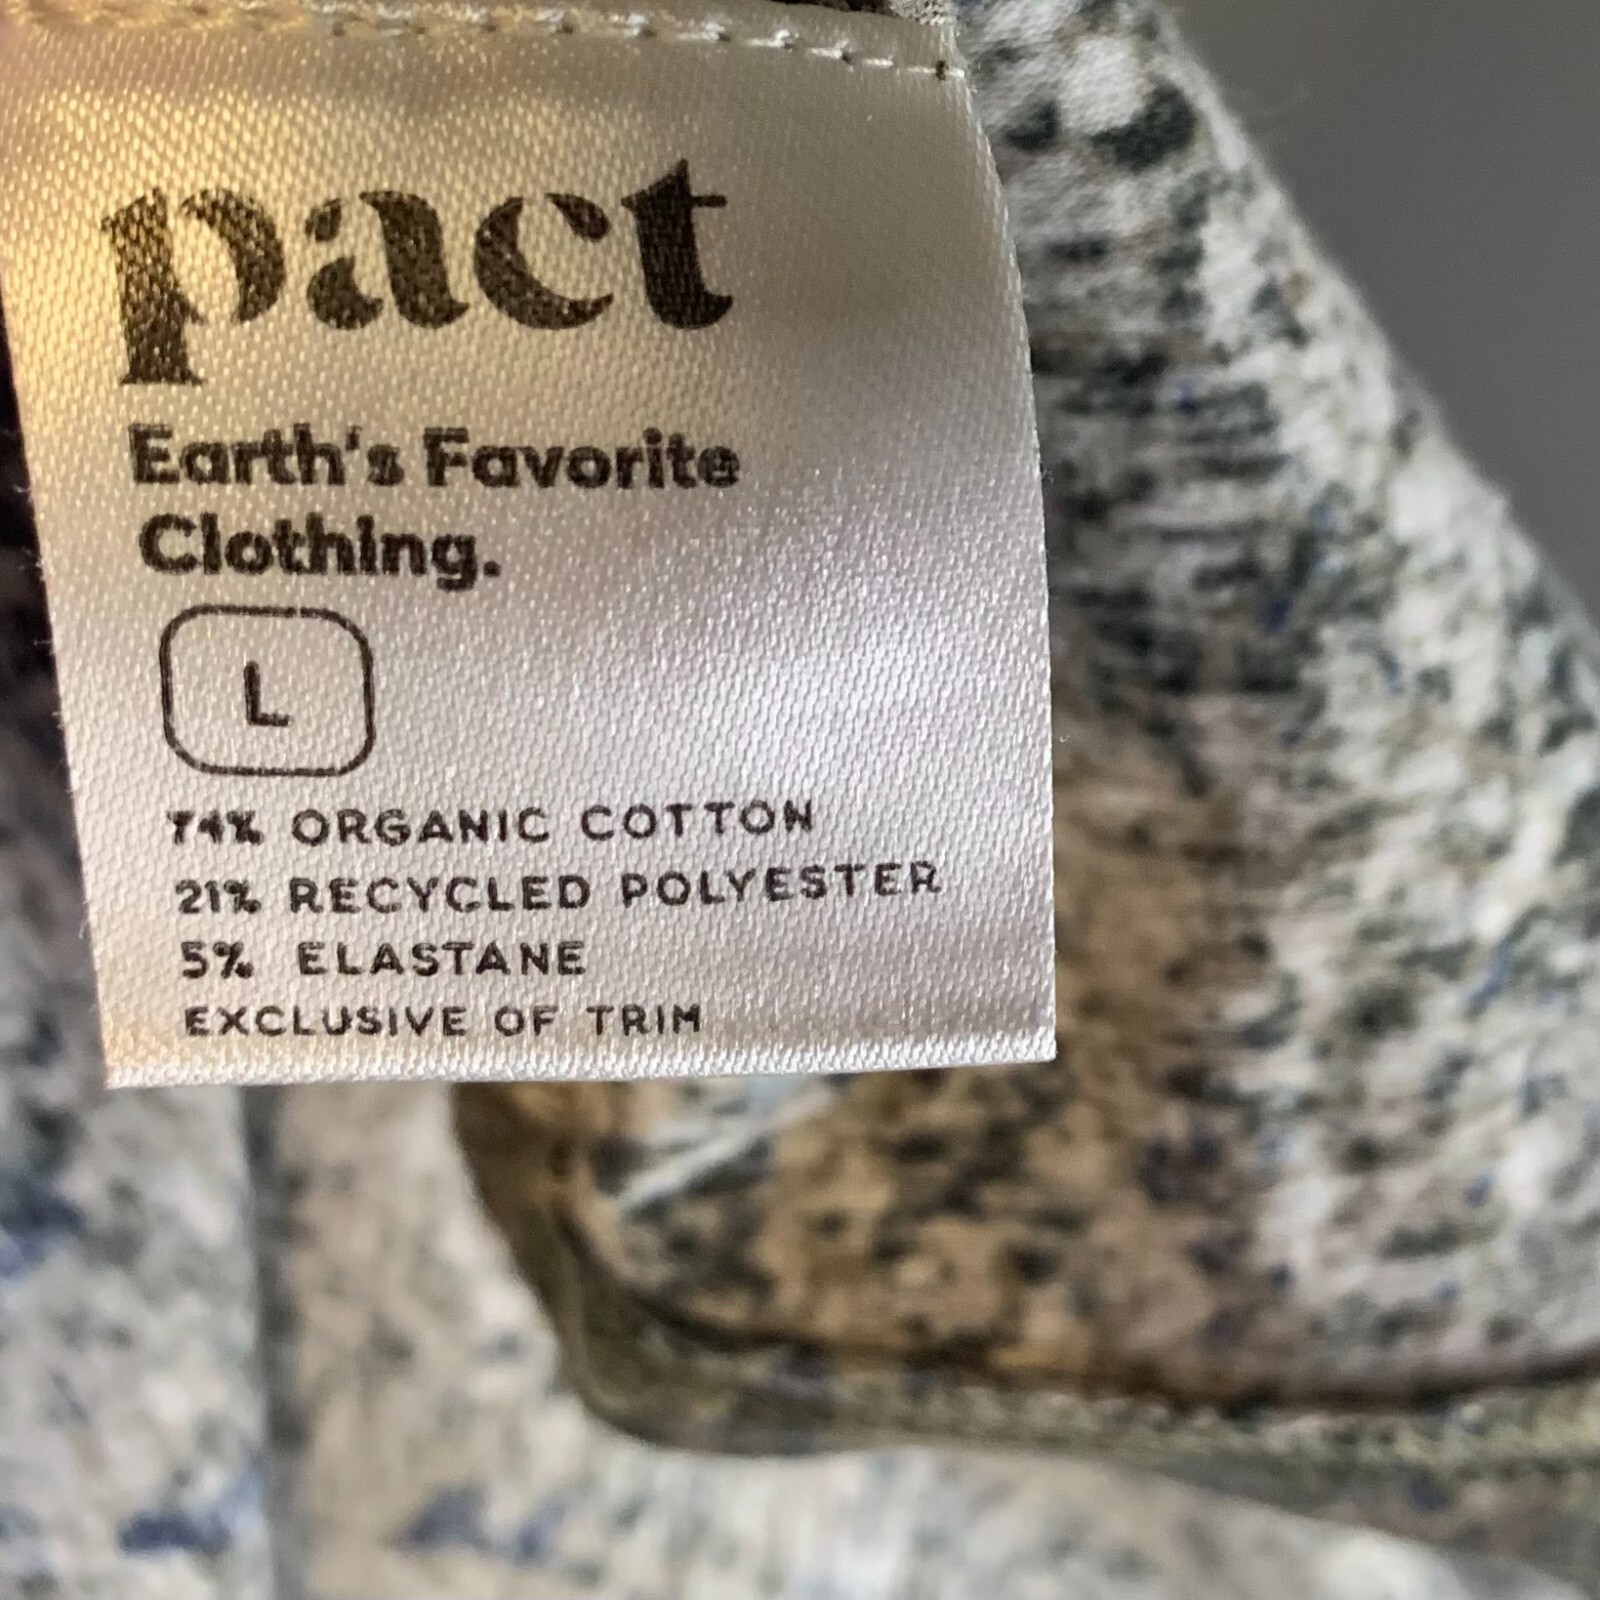 pact
Earth's Favorite
Clothing.
L
74% ORGANIC COTTON
21% RECYCLED POLYESTER
5% ELASTANE
EXCLUSIVE OF TRIM